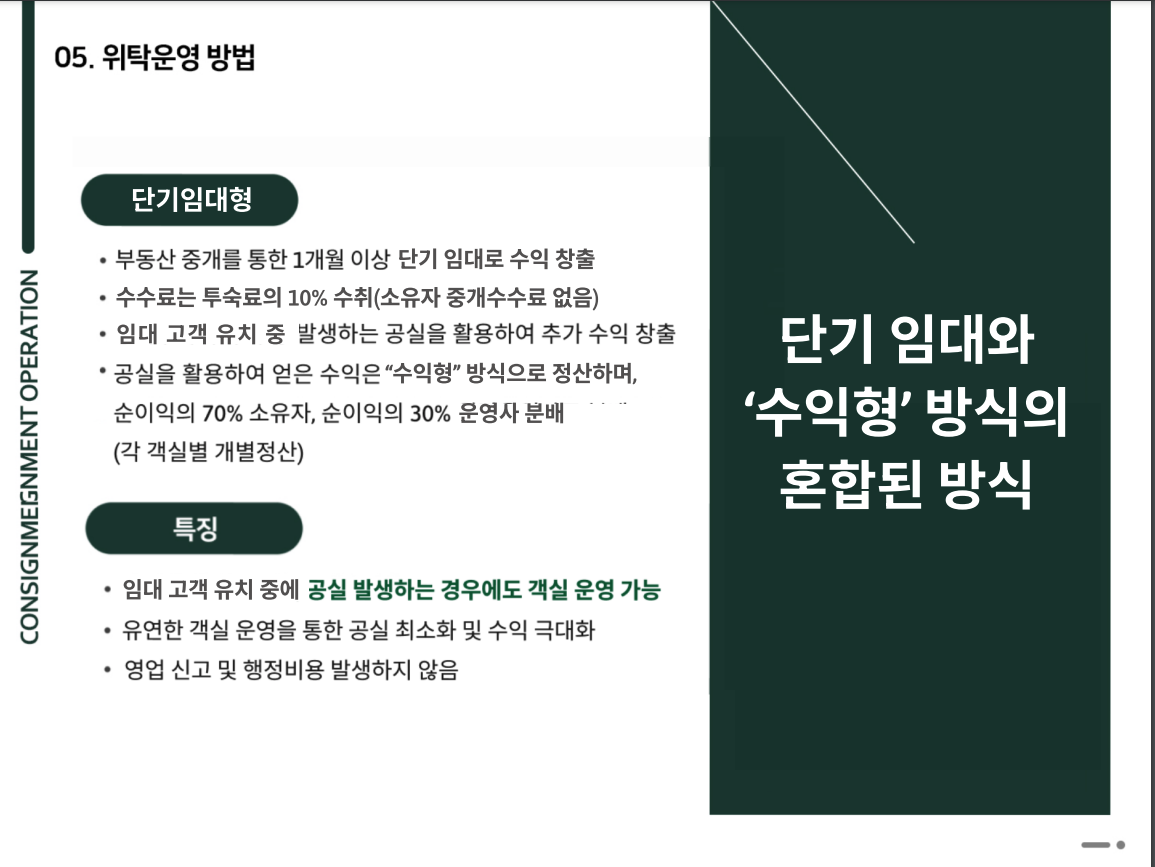 05. 위탁운영 방법
CONSIGNMEIGNMENT OPERATION
단기임대형
• 부동산 중개를 통한 1개월 이상 단기 임대로 수익 창출
• 수수료는 투숙료의 10% 수취(소유자 중개수수료 없음)
• 임대 고객 유치 중 발생하는 공실을 활용하여 추가 수익 창출
• 공실을 활용하여 얻은 수익은 “수익형” 방식으로 정산하며,
순이익의 70% 소유자, 순이익의 30% 운영사 분배
(각 객실별 개별정산)
특징
• 임대 고객 유치 중에 공실 발생하는 경우에도 객실 운영 가능
• 유연한 객실 운영을 통한 공실 최소화 및 수익 극대화
• 영업 신고 및 행정비용 발생하지 않음
단기 임대와
‘수익형’ 방식의
혼합된 방식